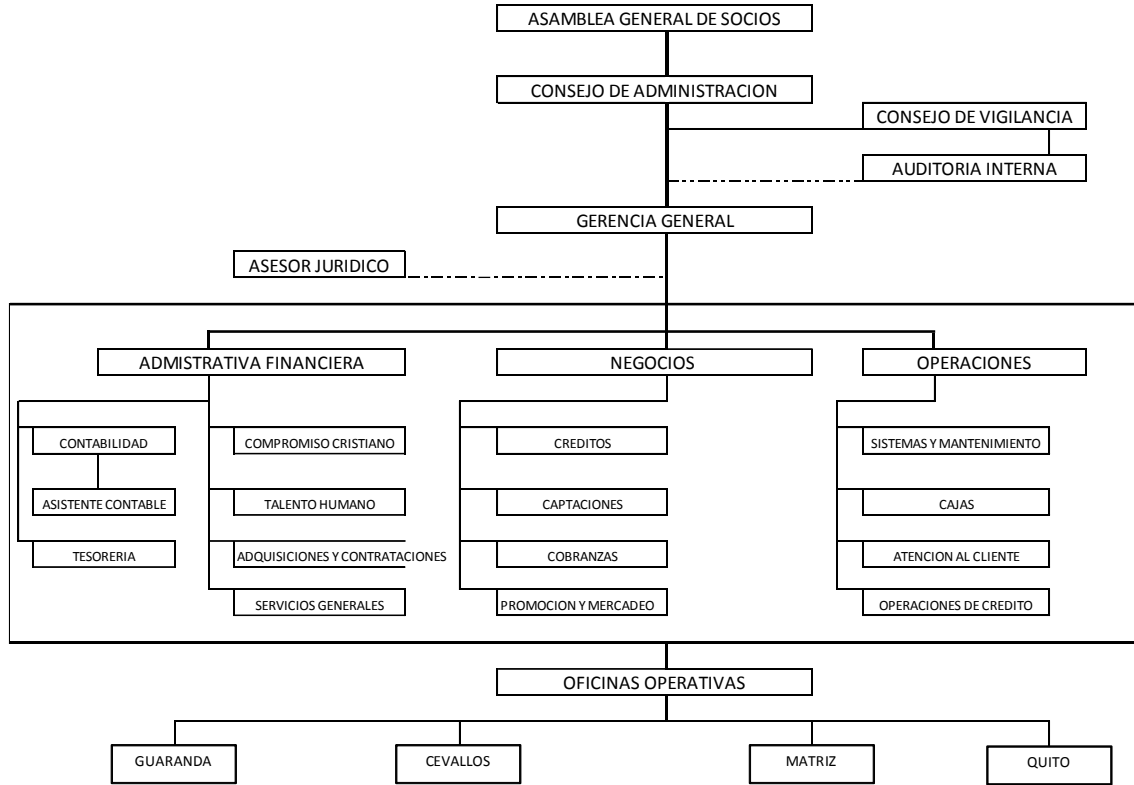 ASAMBLEA GENERAL DE SOCIOS
CONSEJO DE ADMINISTRACION
CONSEJO DE VIGILANCIA
AUDITORIA INTERNA
GERENCIA GENERAL
ASESOR JURIDICO
ADMISTRATIVA FINANCIERA
NEGOCIOS
OPERACIONES
CONTABILIDAD
COMPROMISO CRISTIANO
CREDITOS
SISTEMAS Y MANTENIMIENTO
ASISTENTE CONTABLE
TALENTO HUMANO
CAPTACIONES
CAJAS
TESORERIA
ADQUISICIONES Y CONTRATACIONES
COBRANZAS
ATENCION AL CLIENTE
SERVICIOS GENERALES
PROMOCION Y MERCADEO
OPERACIONES DE CREDITO
OFICINAS OPERATIVAS
GUARANDA
CEVALLOS
MATRIZ
QUITO